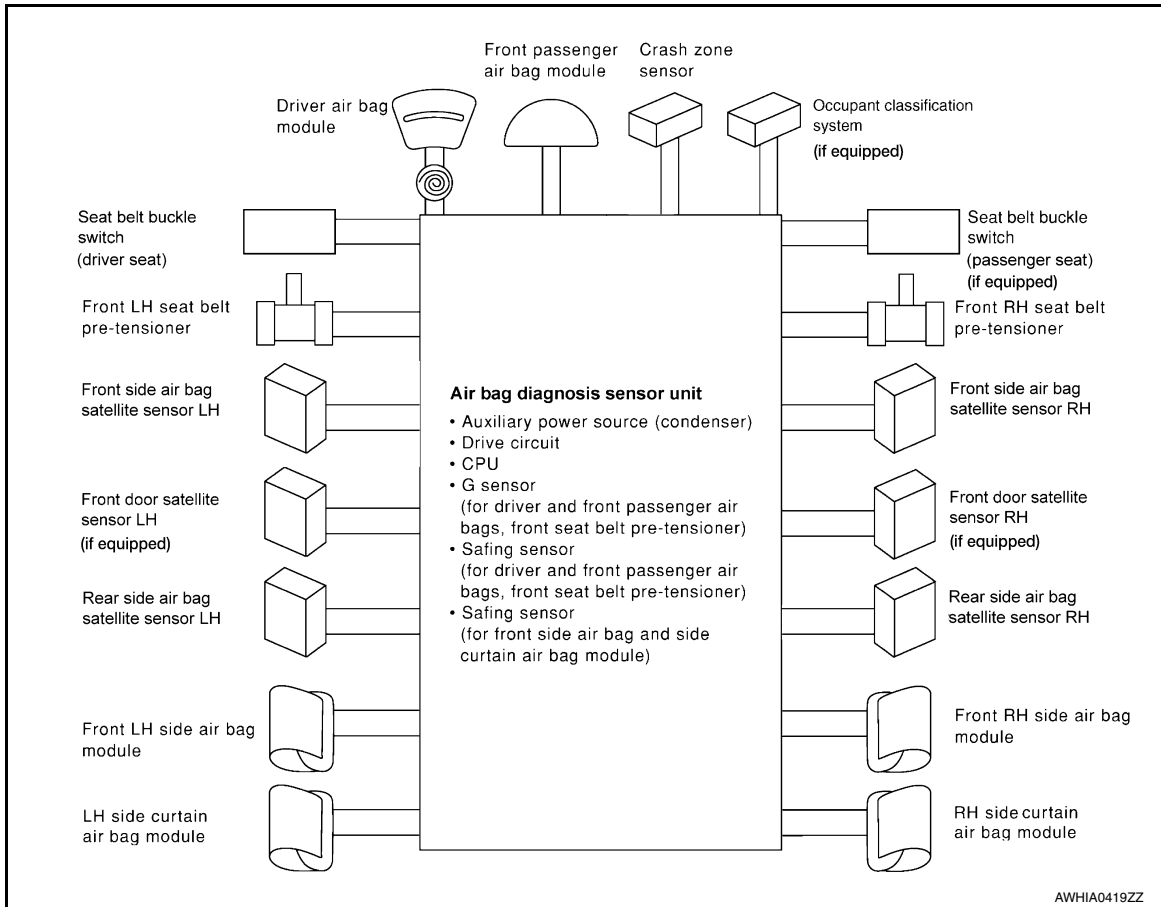 Front passenger
air bag module
Crash zone
sensor
Driver air bag
module
Occupant classification
system
(if equipped)
Seat belt buckle
switch
(driver seat)
Seat belt buckle
switch
(passenger seat)
(if equipped)
Front LH seat belt
pre-tensioner
Front RH seat belt
pre-tensioner
Front side air bag
satellite sensor LH
Front side air bag
satellite sensor RH
Air bag diagnosis sensor unit
• Auxiliary power source (condenser)
• Drive circuit
• CPU
• G sensor
(for driver and front passenger air
bags, front seat belt pre-tensioner)
• Safing sensor
(for driver and front passenger air
bags, front seat belt pre-tensioner)
• Safing sensor
(for front side air bag and side
curtain air bag module)
Front door satellite
sensor LH
(if equipped)
Front door satellite
sensor RH
(if equipped)
Rear side air bag
satellite sensor LH
Rear side air bag
satellite sensor RH
Front LH side air bag
module
Front RH side air bag
module
LH side curtain
air bag module
RH side curtain
air bag module
AWHIA0419ZZ